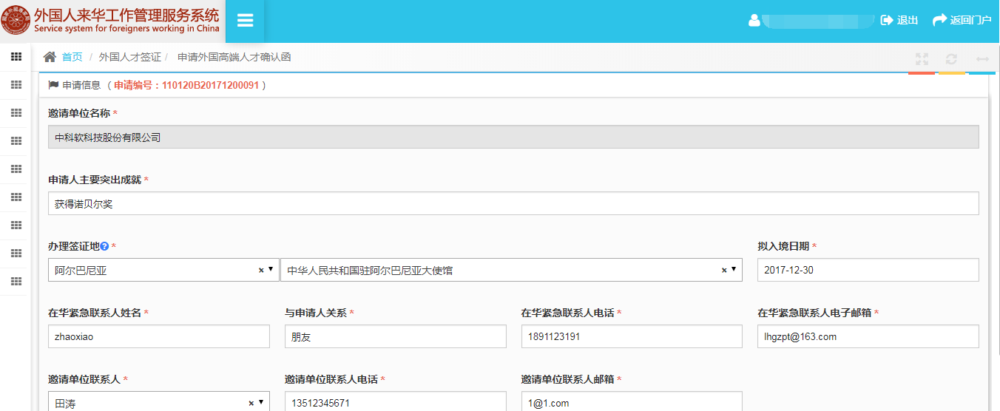 外国人来华工作管理服务系统
Service system for foreigners working in China
退出 返回门户
首页 / 外国人才签证 / 申请外国高端人才确认函
申请信息 （申请编号：110120B20171200091 ）
邀请单位名称 *
中科软科技股份有限公司
申请人主要突出成就 *
获得诺贝尔奖
办理签证地 ? * 拟入境日期 *
阿尔巴尼亚 × 中华人民共和国驻阿尔巴尼亚大使馆 × 2017-12-30
在华紧急联系人姓名 * 与申请人关系 * 在华紧急联系人电话 * 在华紧急联系人电子邮箱 *
zhaoxiao 朋友 1891123191 lhgzpt@163.com
邀请单位联系人 * 邀请单位联系人电话 * 邀请单位联系人邮箱 *
田涛 × 13512345671 1@1.com